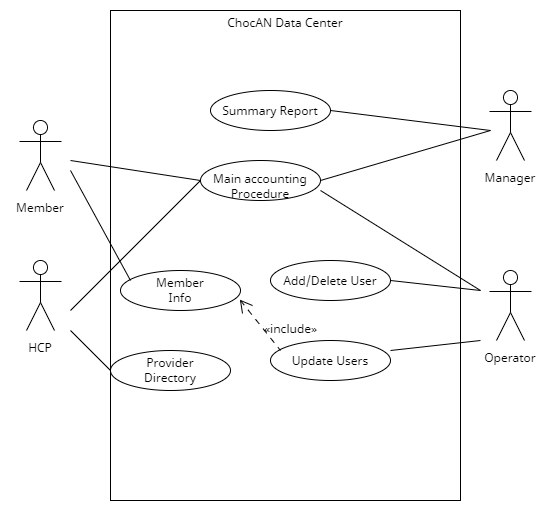 ChocAN Data Center
Summary Report
Manager
Main accounting
Procedure
Member
Member
Info
Add/Delete User
HCP
«include»
Update Users
Operator
Provider
Directory